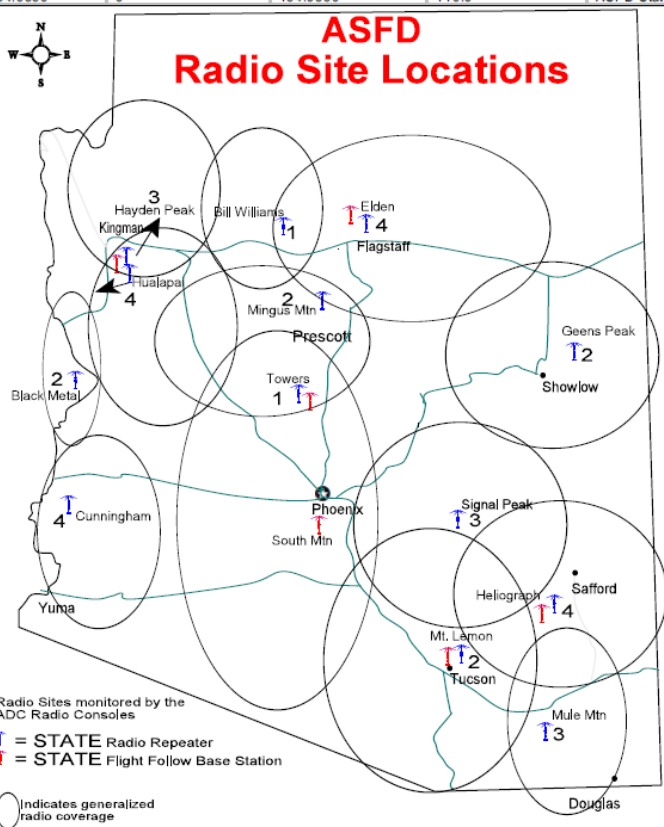 ASFD
Radio Site Locations
N
W
E
S
3
Hayden Peak
Kingman
Bill Williams
1
Elden
4
Flagstaff
Hualapai
4
2
Mingus Mtn
Prescott
Geens Peak
2
Showlow
2
Black Metal
Towers
1
Phoenix
South Mtn
Signal Peak
3
4
Cunningham
Yuma
Safford
Heliograph
4
Mt. Lemon
2
Tucson
Mule Mtn
3
Douglas
Radio Sites monitored by the
ADC Radio Consoles
= STATE Radio Repeater
= STATE Flight Follow Base Station
Indicates generalized
radio coverage